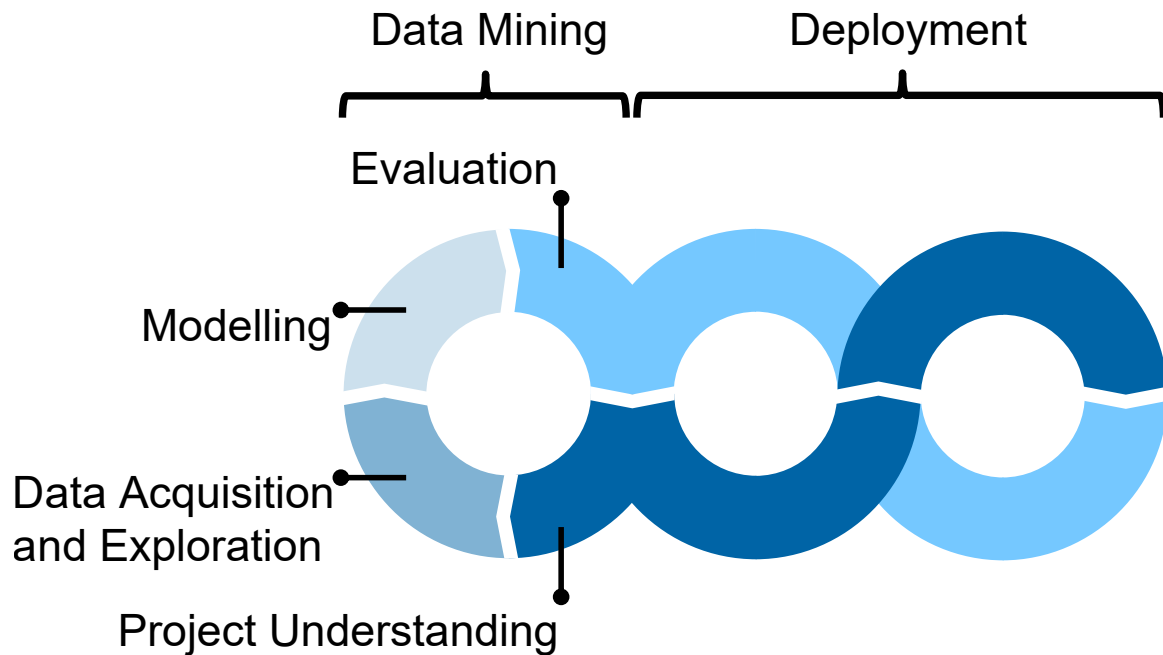 Data Mining
Deployment
Evaluation
Modelling
Data Acquisition
and Exploration
Project Understanding